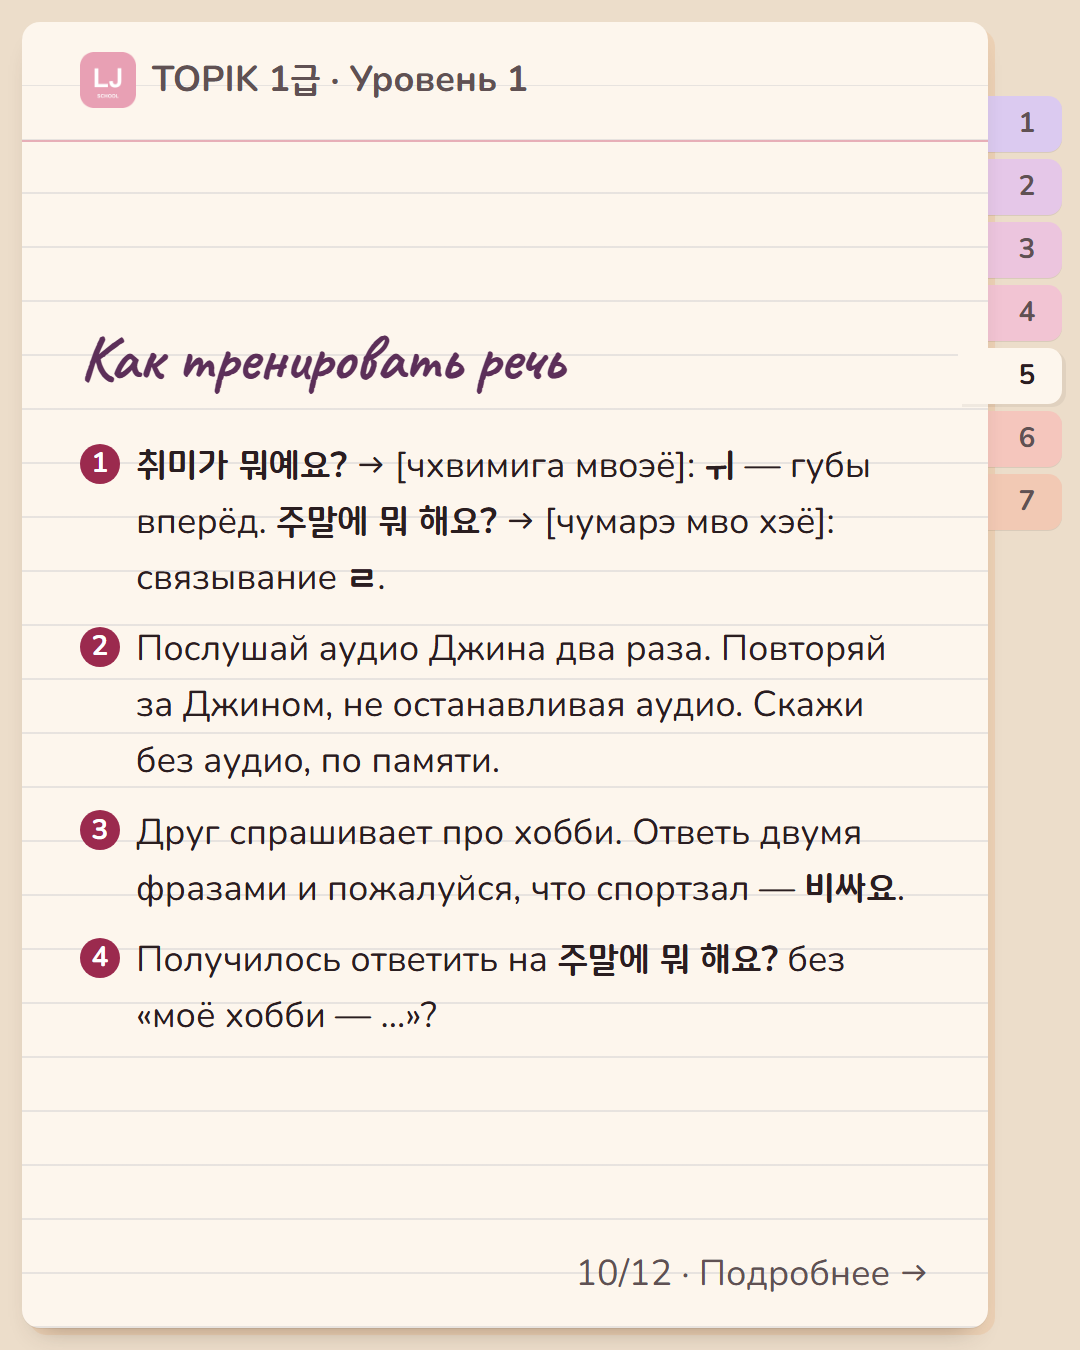 LJ
SCHOOL
TOPIK 1급 · Уровень 1
1
2
3
4
5
6
7
Как тренировать речь
1 취미가 뭐예요? → [чхвимига мвоэё]: ㅟ — губы
вперёд. 주말에 뭐 해요? → [чумарэ мво хэё]:
связывание ㄹ.
2 Послушай аудио Джина два раза. Повторяй
за Джином, не останавливая аудио. Скажи
без аудио, по памяти.
3 Друг спрашивает про хобби. Ответь двумя
фразами и пожалуйся, что спортзал — 비싸요.
4 Получилось ответить на 주말에 뭐 해요? без
«моё хобби — ...»?
10/12 · Подробнее →